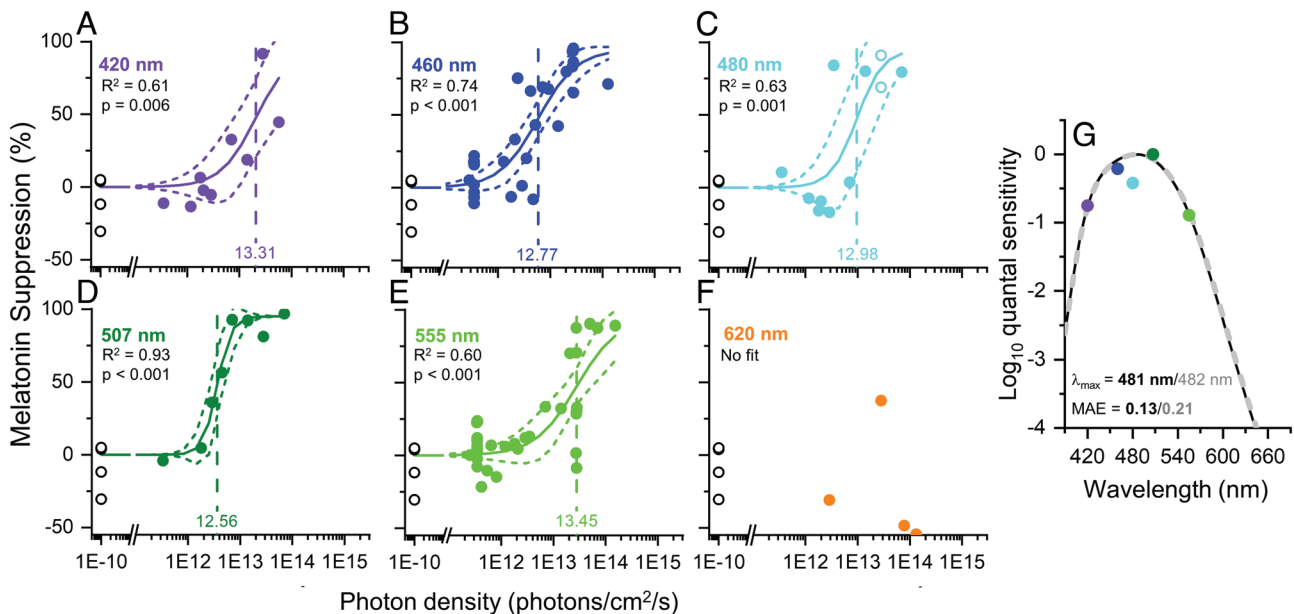 A
B
C
100
50
0
-50
420 nm
R² = 0.61
p = 0.006
13.31
460 nm
R² = 0.74
p < 0.001
12.77
480 nm
R² = 0.63
p = 0.001
12.98
D
E
F
100
50
0
-50
507 nm
R² = 0.93
p < 0.001
12.56
555 nm
R² = 0.60
p < 0.001
13.45
620 nm
No fit
1E-10 1E12 1E13 1E14 1E15
1E-10 1E12 1E13 1E14 1E15
1E-10 1E12 1E13 1E14 1E15
Melatonin Suppression (%)
Photon density (photons/cm²/s)
G
0
-1
-2
-3
-4
Log₁₀ quantal sensitivity
λmax = 481 nm/482 nm
MAE = 0.13/0.21
420 480 540 600 660
Wavelength (nm)